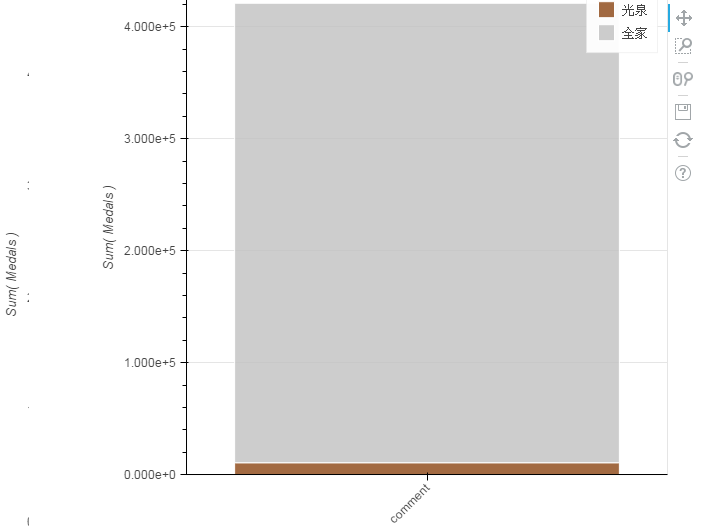 光泉
全家
4.000e+5
3.000e+5
2.000e+5
1.000e+5
0.000e+0
Sum( Medals )
Sum( Medals )
comment